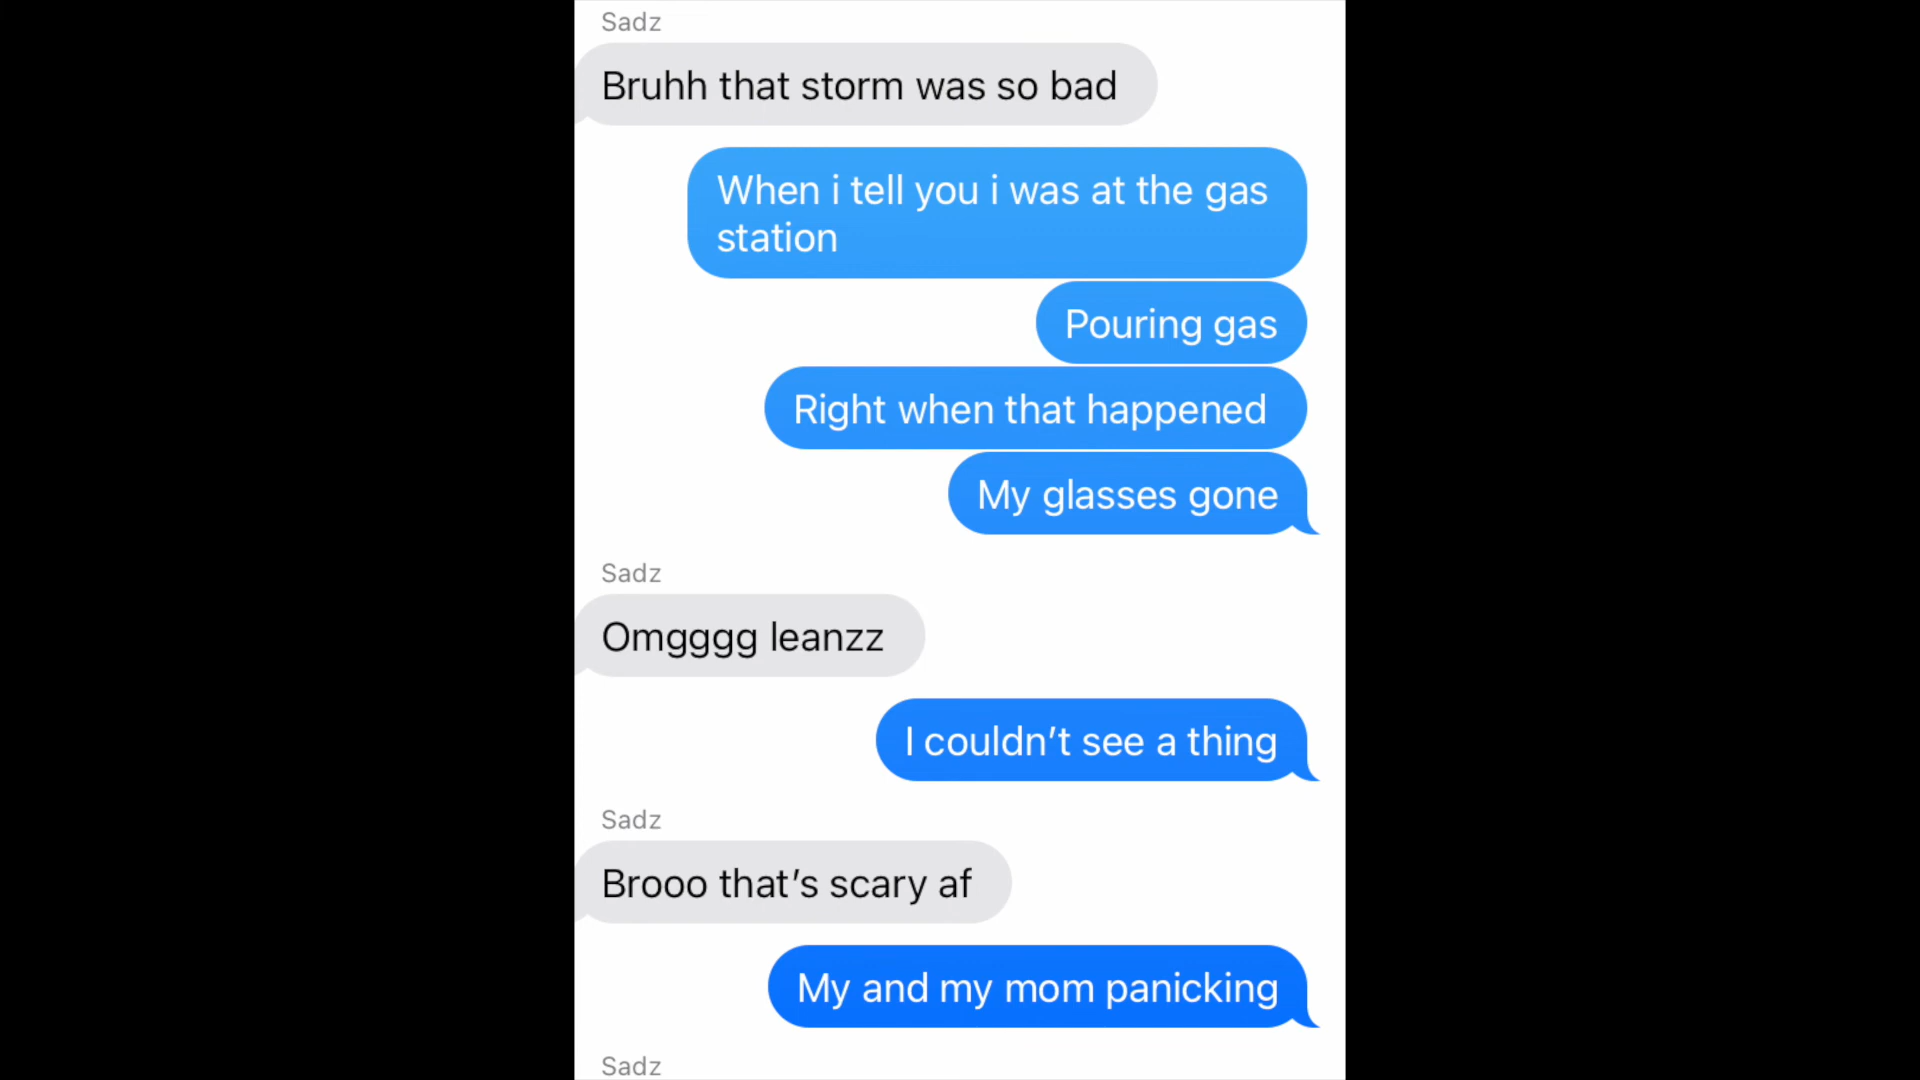 Sadz
Bruhh that storm was so bad
When i tell you i was at the gas
station
Pouring gas
Right when that happened
My glasses gone
Sadz
Omgggg leanzz
I couldn’t see a thing
Sadz
Brooo that’s scary af
My and my mom panicking
Sadz